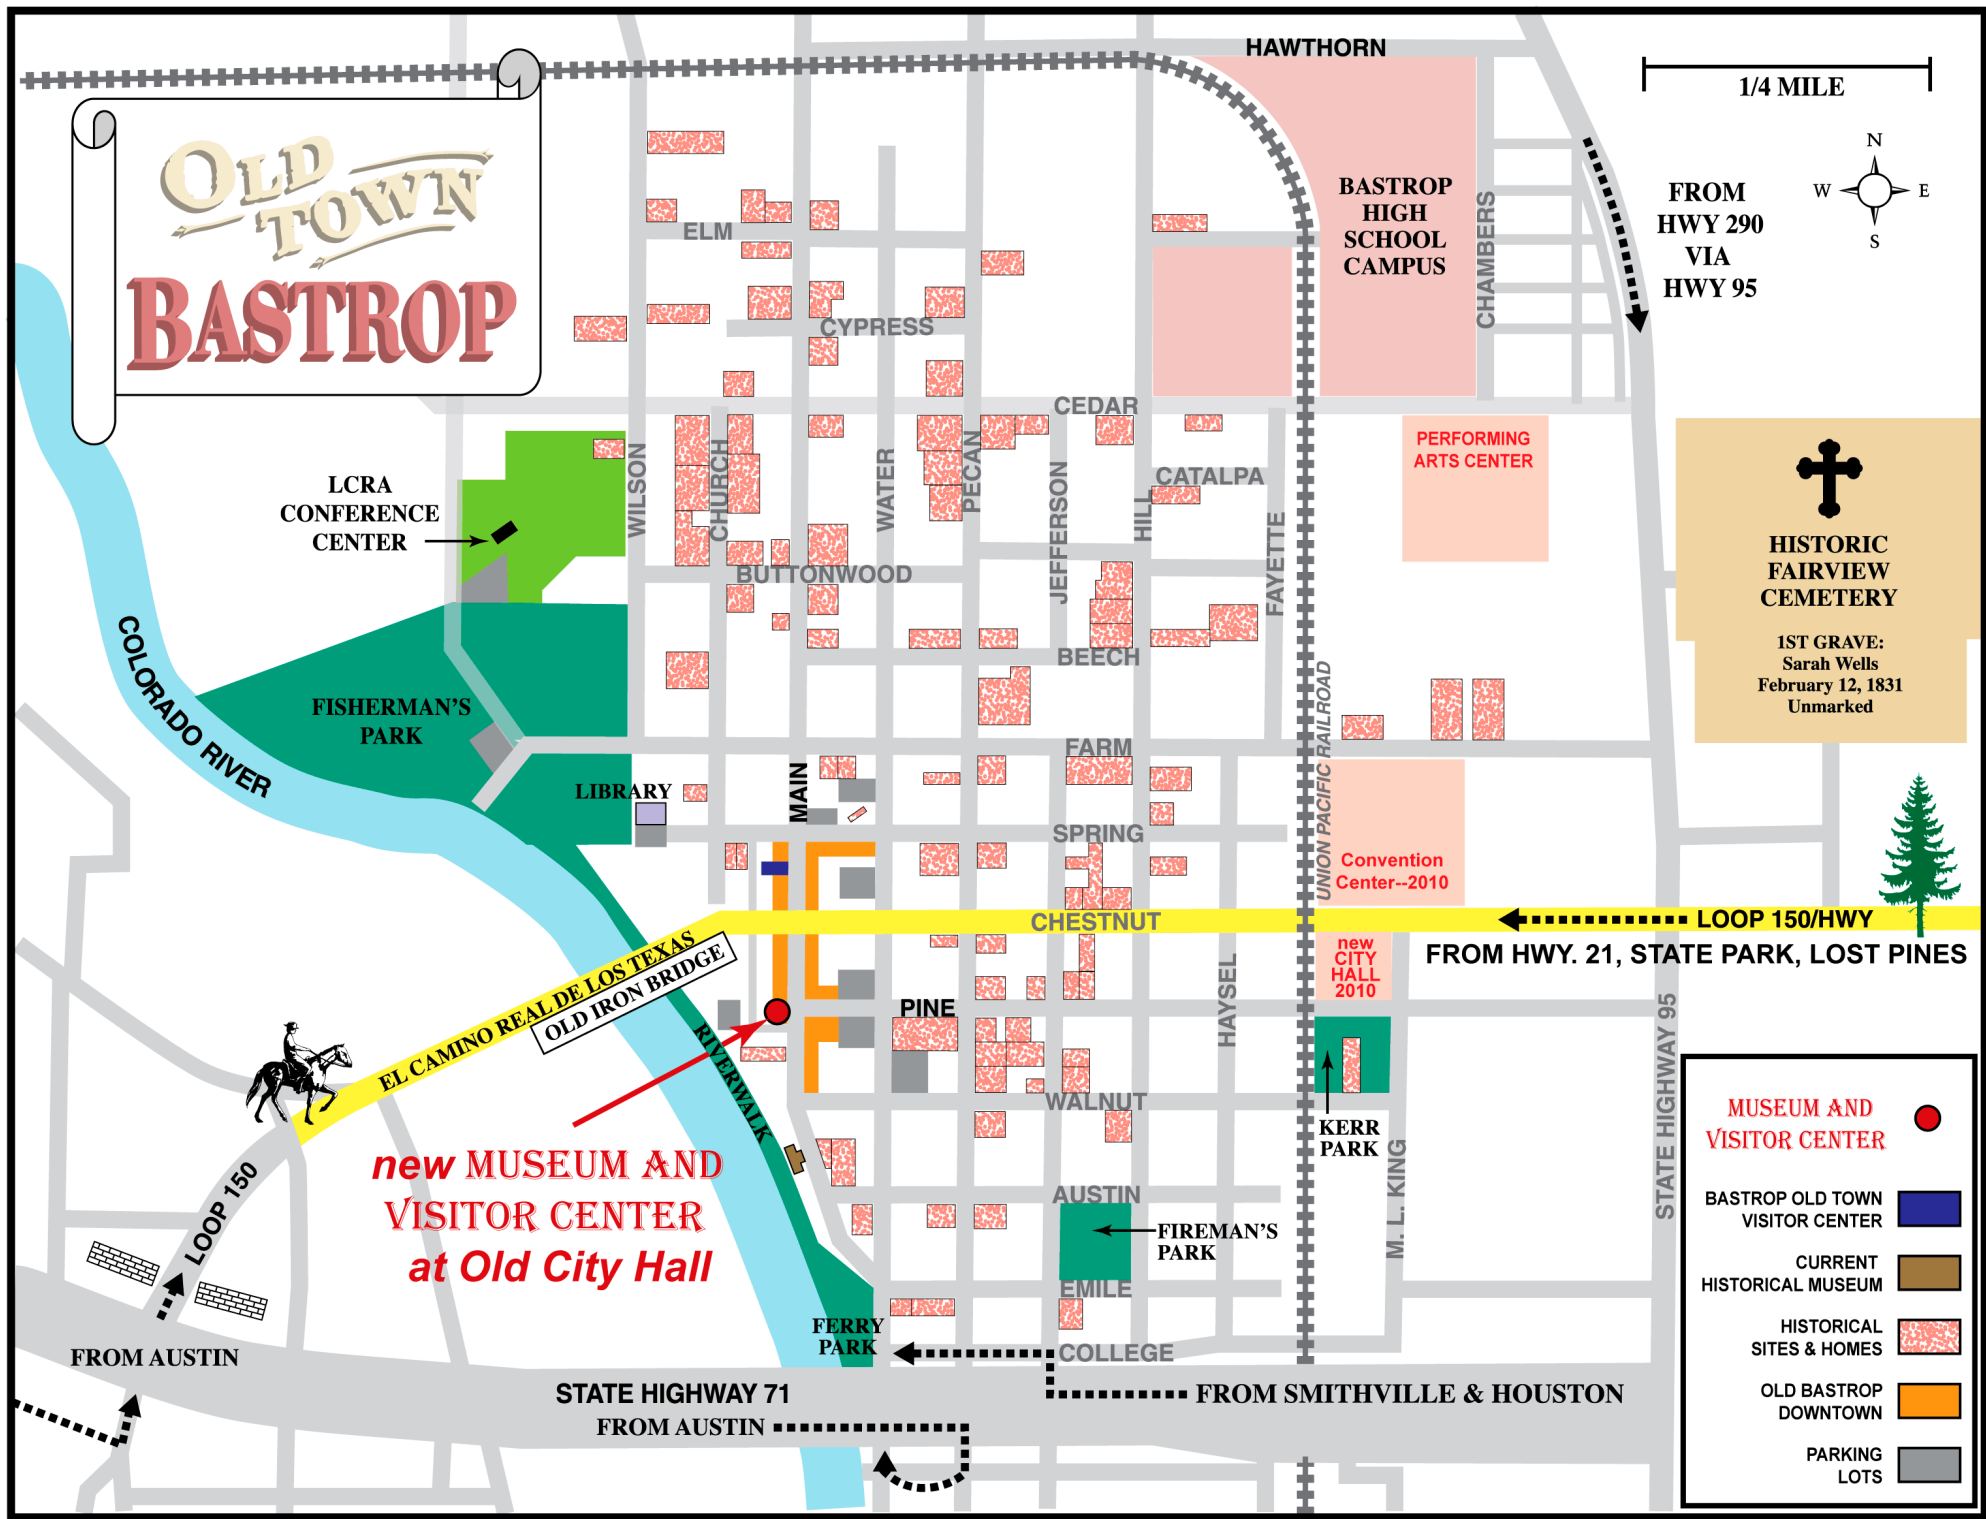 HAWTHORN
1/4 MILE
OLD
TOWN
BASTROP
N
W E
S
FROM
HWY 290
VIA
HWY 95
BASTROP
HIGH
SCHOOL
CAMPUS
CHAMBERS
ELM
CYPRESS
CEDAR
WILSON
CHURCH
WATER
PECAN
JEFFERSON
HILL
CATALPA
FAYETTE
PERFORMING
ARTS CENTER
LCRA
CONFERENCE
CENTER
BUTTONWOOD
HISTORIC
FAIRVIEW
CEMETERY
1ST GRAVE:
Sarah Wells
February 12, 1831
Unmarked
BEECH
COLORADO RIVER
FISHERMAN'S
PARK
UNION PACIFIC RAILROAD
FARM
LIBRARY
MAIN
SPRING
Convention
Center--2010
CHESTNUT
LOOP 150/HWY
FROM HWY. 21, STATE PARK, LOST PINES
EL CAMINO REAL DE LOS TEXAS
OLD IRON BRIDGE
new
CITY
HALL
2010
PINE
HAYSEL
STATE HIGHWAY 95
RIVERWALK
WALNUT
KERR
PARK
M. L. KING
new MUSEUM AND
VISITOR CENTER
at Old City Hall
LOOP 150
AUSTIN
FIREMAN'S
PARK
EMILE
FERRY
PARK
COLLEGE
FROM AUSTIN
STATE HIGHWAY 71
FROM SMITHVILLE & HOUSTON
FROM AUSTIN
MUSEUM AND
VISITOR CENTER
BASTROP OLD TOWN
VISITOR CENTER
CURRENT
HISTORICAL MUSEUM
HISTORICAL
SITES & HOMES
OLD BASTROP
DOWNTOWN
PARKING
LOTS